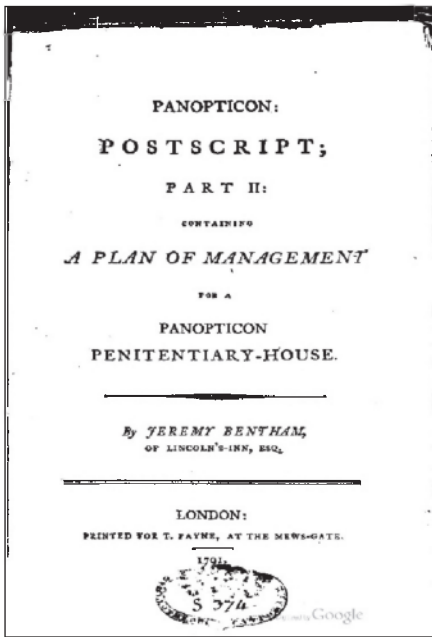 PANOPTICON:
POSTSCRIPT;
PART II:
CONTAINING
A PLAN OF MANAGEMENT
FOR A
PANOPTICON
PENITENTIARY-HOUSE.
By JEREMY BENTHAM,
OF LINCOLN'S-INN, ESQ.
LONDON:
PRINTED FOR T. PAYNE, AT THE MEWS-GATE.
1791.
S 374
Google